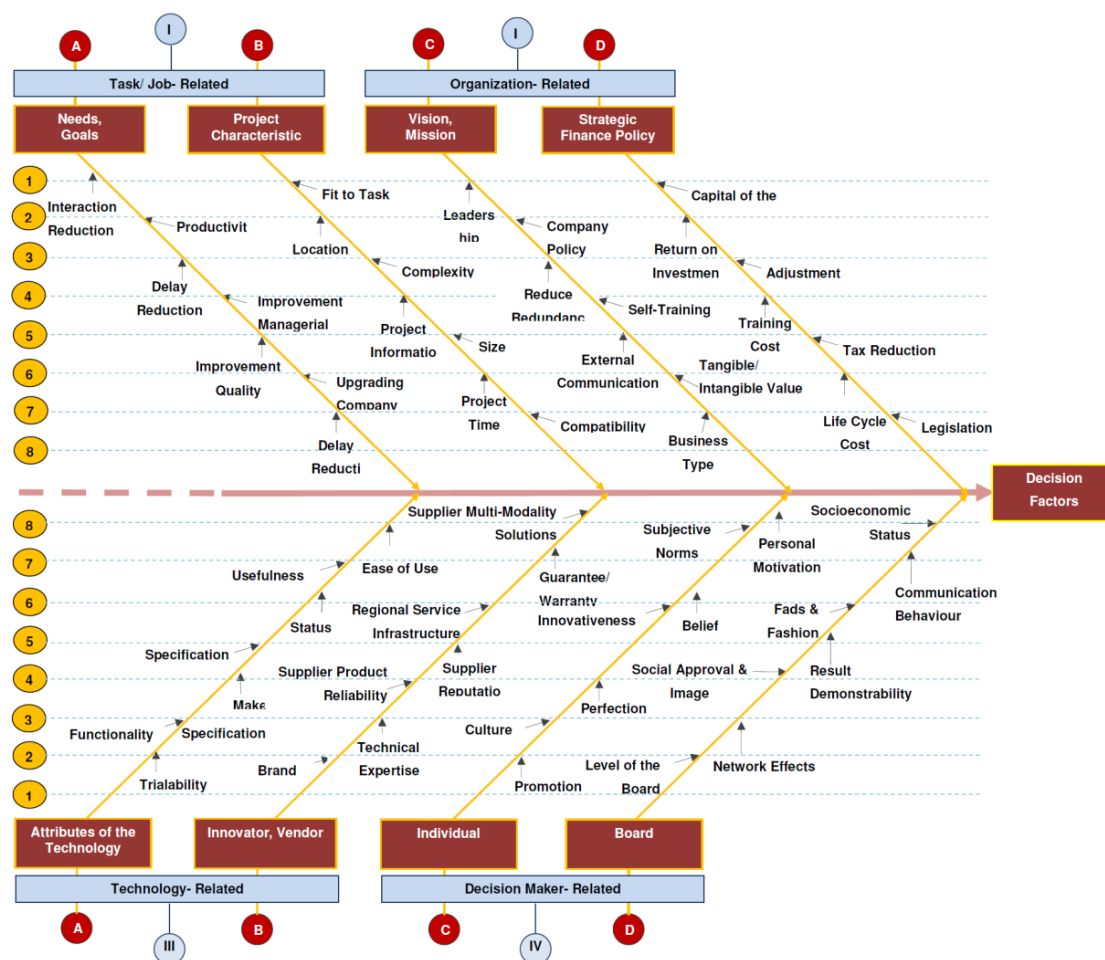 I
I
A
B
C
D
Task/ Job- Related
Organization- Related
Needs,
Goals
Project
Characteristic
Vision,
Mission
Strategic
Finance Policy
1
2
3
4
5
6
7
8
Interaction
Reduction
Productivit
Delay
Reduction
Improvement
Managerial
Improvement
Quality
Upgrading
Company
Delay
Reducti
Fit to Task
Location
Complexity
Project
Informatio
Size
Project
Time
Compatibility
Leaders
hip
Company
Policy
Reduce
Redundanc
Self-Training
External
Communication
Tangible/
Intangible Value
Business
Type
Capital of the
Return on
Investmen
Adjustment
Training
Cost
Tax Reduction
Life Cycle
Cost
Legislation
Decision
Factors
8
7
6
5
4
3
2
1
Ease of Use
Usefulness
Status
Specification
Make
Specification
Functionality
Trialability
Supplier Multi-Modality
Solutions
Guarantee/
Warranty
Regional Service
Infrastructure
Supplier
Reputatio
Supplier Product
Reliability
Technical
Expertise
Brand
Subjective
Norms
Personal
Motivation
Innovativeness
Belief
Perfection
Culture
Promotion
Socioeconomic
Status
Communication
Behaviour
Fads &
Fashion
Result
Demonstrability
Social Approval &
Image
Network Effects
Level of the
Board
Attributes of the
Technology
Innovator, Vendor
Individual
Board
Technology- Related
Decision Maker- Related
A
B
C
D
III
IV